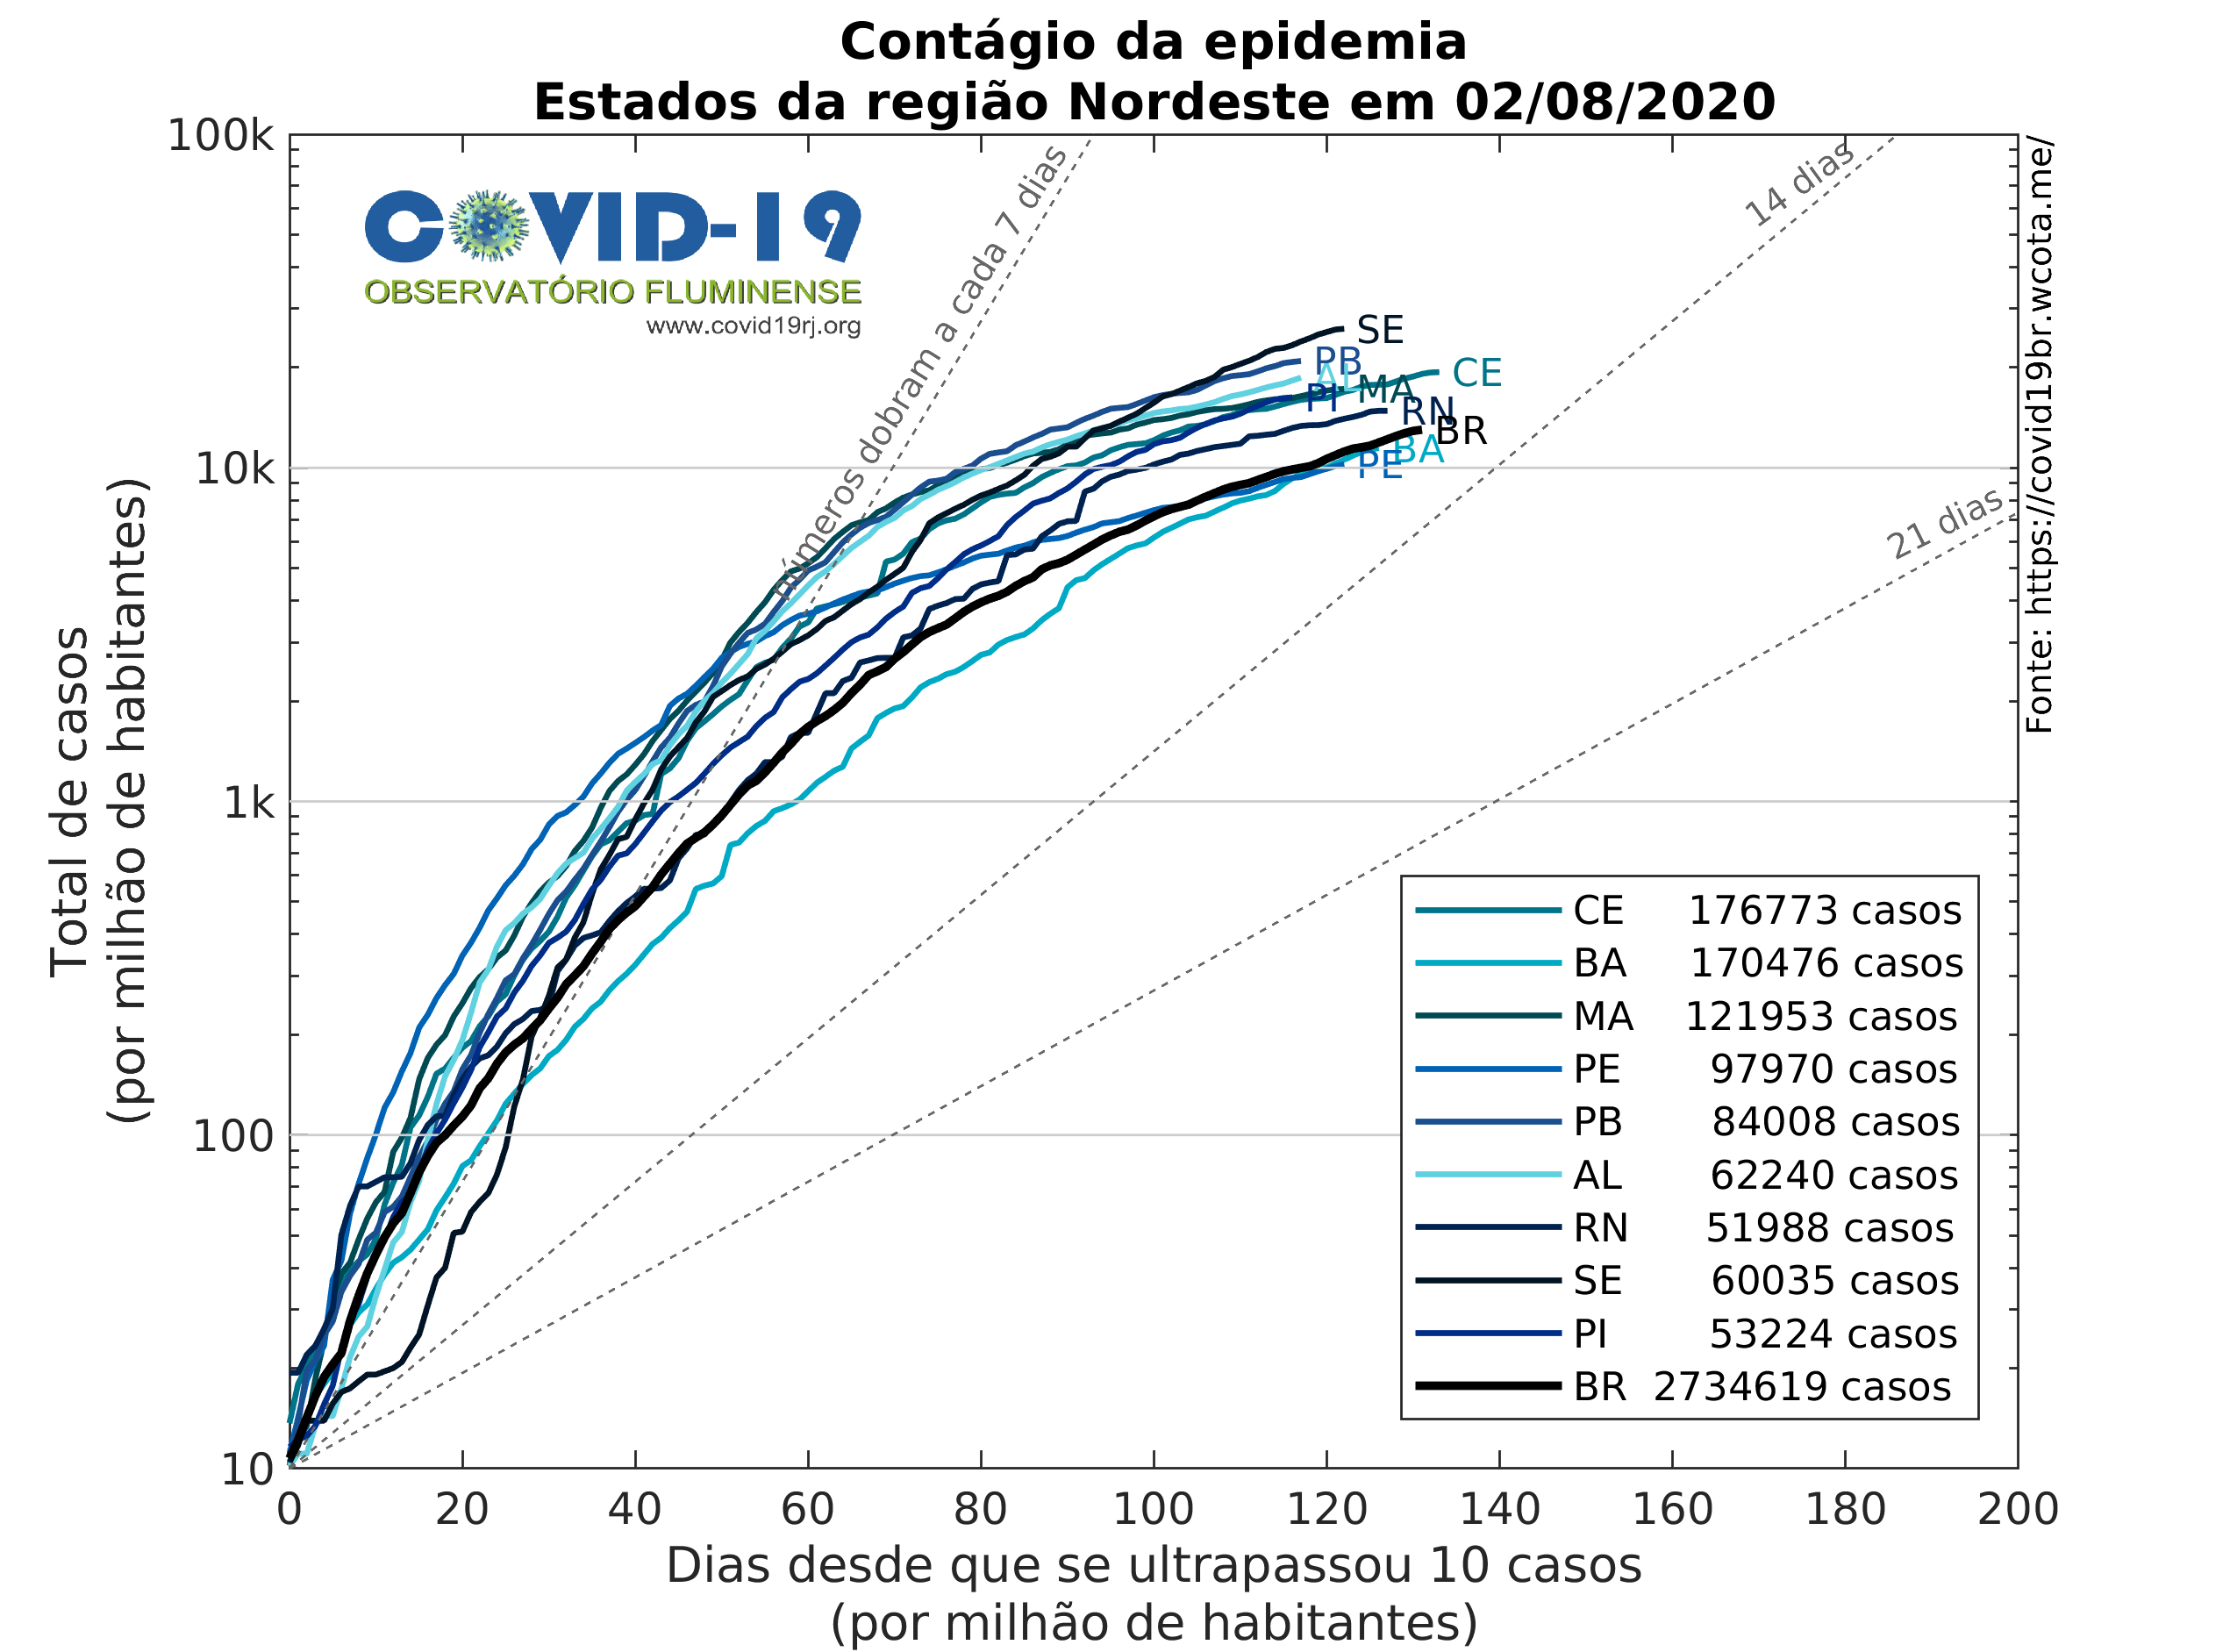 Contágio da epidemia
Estados da região Nordeste em 02/08/2020
100k
10k
1k
100
10
Total de casos
(por milhão de habitantes)
COVID-19
OBSERVATÓRIO FLUMINENSE
www.covid19rj.org
Números dobram a cada 7 dias
14 dias
21 dias
Fonte: https://covid19br.wcota.me/
SE
PB
CE
AL
MA
PI
RN
BR
BA
PE
CE 176773 casos
BA 170476 casos
MA 121953 casos
PE 97970 casos
PB 84008 casos
AL 62240 casos
RN 51988 casos
SE 60035 casos
PI 53224 casos
BR 2734619 casos
0 20 40 60 80 100 120 140 160 180 200
Dias desde que se ultrapassou 10 casos
(por milhão de habitantes)